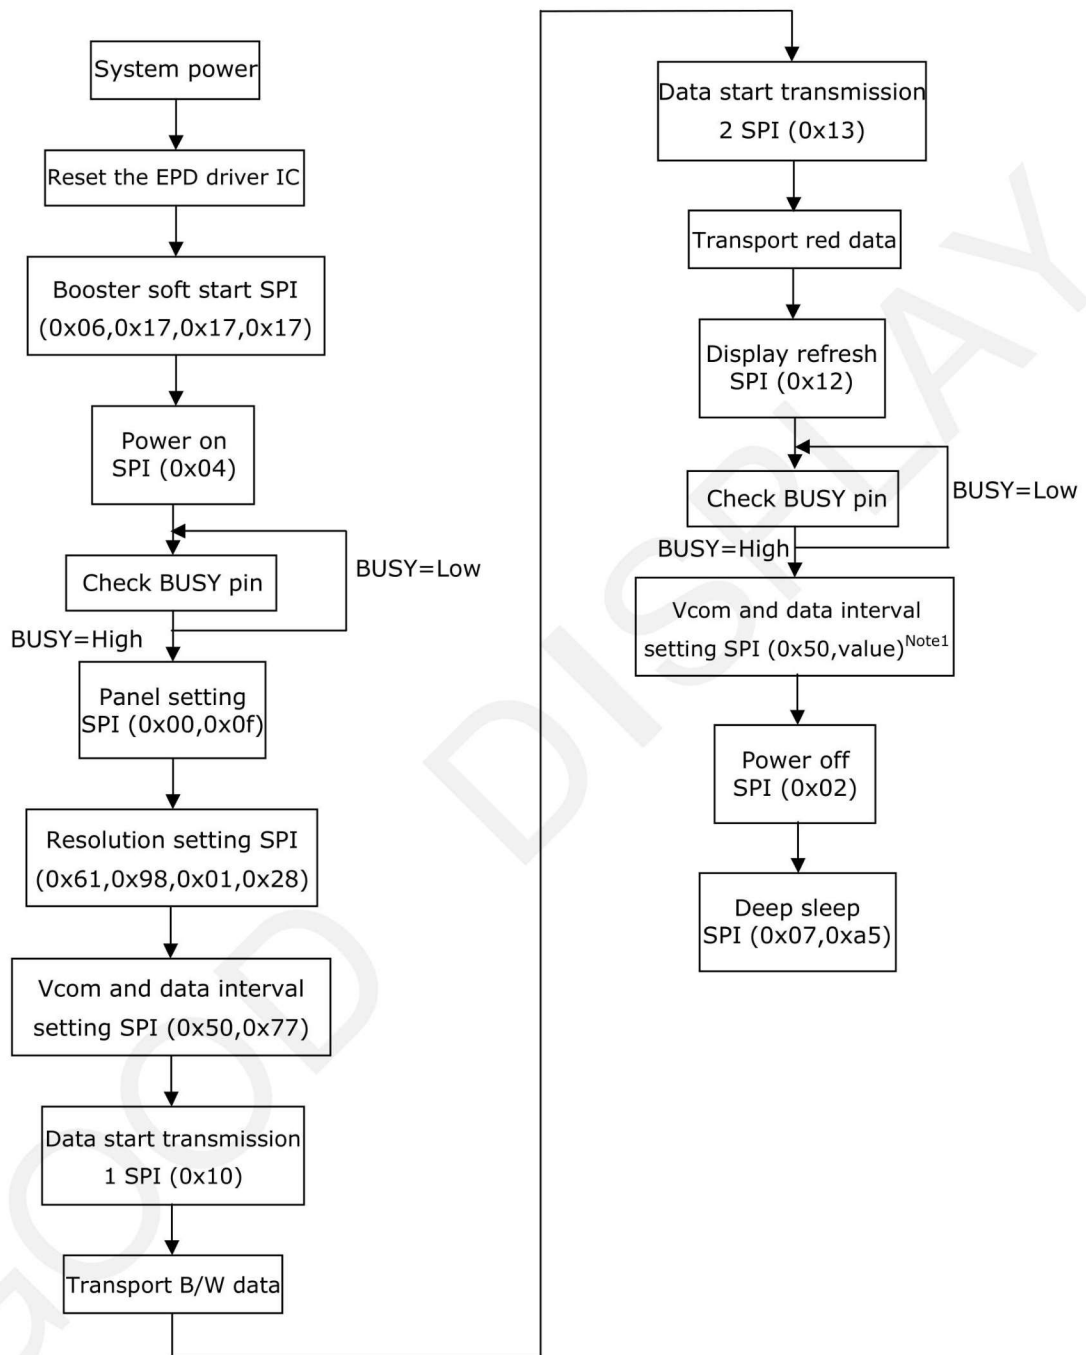 System power
Reset the EPD driver IC
Booster soft start SPI
(0x06,0x17,0x17,0x17)
Power on
SPI (0x04)
Check BUSY pin
BUSY=Low
BUSY=High
Panel setting
SPI (0x00,0x0f)
Resolution setting SPI
(0x61,0x98,0x01,0x28)
Vcom and data interval
setting SPI (0x50,0x77)
Data start transmission
1 SPI (0x10)
Transport B/W data
Data start transmission
2 SPI (0x13)
Transport red data
Display refresh
SPI (0x12)
Check BUSY pin
BUSY=Low
BUSY=High
Vcom and data interval
setting SPI (0x50,value)Note1
Power off
SPI (0x02)
Deep sleep
SPI (0x07,0xa5)
GOOD DISPLAY